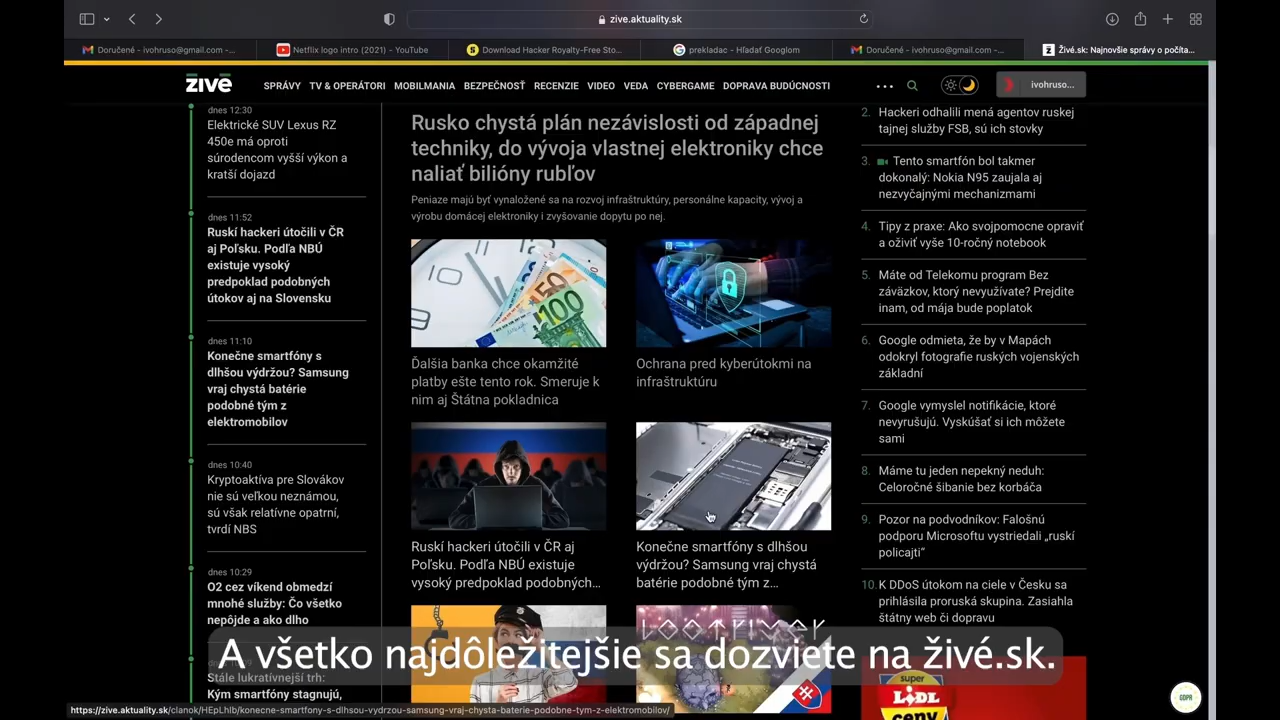 zive.aktuality.sk
Doručené – ivohruso@gmail.com –...
Netflix logo intro (2021) - YouTube
Download Hacker Royalty-Free Sto...
prekladac - Hľadať Googlom
Doručené – ivohruso@gmail.com –...
Živé.sk: Najnovšie správy o počíta...
živé
SPRÁVY
TV & OPERÁTORI
MOBILMANIA
BEZPEČNOSŤ
RECENZIE
VIDEO
VEDA
CYBERGAME
DOPRAVA BUDÚCNOSTI
ivohruso...
dnes 12:30
Elektrické SUV Lexus RZ
450e má oproti
súrodencom vyšší výkon a
kratší dojazd
dnes 11:52
Ruskí hackeri útočili v ČR
aj Poľsku. Podľa NBÚ
existuje vysoký
predpoklad podobných
útokov aj na Slovensku
dnes 11:10
Konečne smartfóny s
dlhšou výdržou? Samsung
vraj chystá batérie
podobné tým z
elektromobilov
dnes 10:40
Kryptoaktíva pre Slovákov
nie sú veľkou neznámou,
sú však relatívne opatrní,
tvrdí NBS
dnes 10:29
O2 cez víkend obmedzí
mnohé služby: Čo všetko
nepôjde a ako dlho
Stále lukratívnejší trh:
Kým smartfóny stagnujú,
Rusko chystá plán nezávislosti od západnej
techniky, do vývoja vlastnej elektroniky chce
naliať bilióny rubľov
Peniaze majú byť vynaložené sa na rozvoj infraštruktúry, personálne kapacity, vývoj a
výrobu domácej elektroniky i zvyšovanie dopytu po nej.
100
Ďalšia banka chce okamžité
platby ešte tento rok. Smeruje k
nim aj Štátna pokladnica
Ochrana pred kyberútokmi na
infraštruktúru
Ruskí hackeri útočili v ČR aj
Poľsku. Podľa NBÚ existuje
vysoký predpoklad podobných...
Konečne smartfóny s dlhšou
výdržou? Samsung vraj chystá
batérie podobné tým z...
2. Hackeri odhalili mená agentov ruskej
tajnej služby FSB, sú ich stovky
3. Tento smartfón bol takmer
dokonalý: Nokia N95 zaujala aj
nezvyčajnými mechanizmami
4. Tipy z praxe: Ako svojpomocne opraviť
a oživiť vyše 10-ročný notebook
5. Máte od Telekomu program Bez
záväzkov, ktorý nevyužívate? Prejdite
inam, od mája bude poplatok
6. Google odmieta, že by v Mapách
odokryl fotografie ruských vojenských
základní
7. Google vymyslel notifikácie, ktoré
nevyrušujú. Vyskúšať si ich môžete
sami
8. Máme tu jeden nepekný neduh:
Celoročné šibanie bez korbáča
9. Pozor na podvodníkov: Falošnú
podporu Microsoftu vystriedali „ruskí
policajti“
10. K DDoS útokom na ciele v Česku sa
prihlásila proruská skupina. Zasiahla
štátny web či dopravu
A všetko najdôležitejšie sa dozviete na živé.sk.
super
LIDL
ceny
GDPR
https://zive.aktuality.sk/clanok/HEpLhlb/konecne-smartfony-s-dlhsou-vydrzou-samsung-vraj-chysta-baterie-podobne-tym-z-elektromobilov/